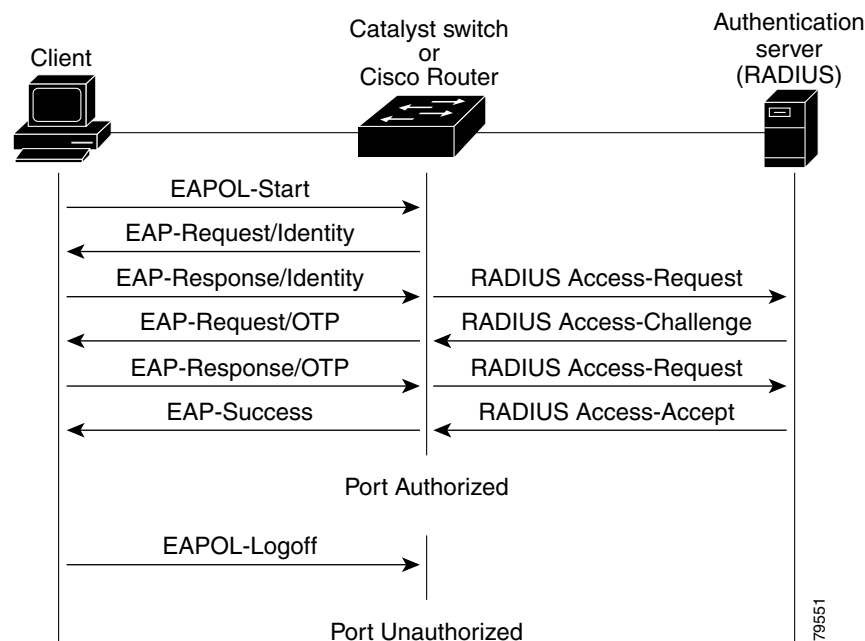 Client
Catalyst switch
or
Cisco Router
Authentication
server
(RADIUS)
EAPOL-Start
EAP-Request/Identity
EAP-Response/Identity
RADIUS Access-Request
EAP-Request/OTP
RADIUS Access-Challenge
EAP-Response/OTP
RADIUS Access-Request
EAP-Success
RADIUS Access-Accept
Port Authorized
EAPOL-Logoff
Port Unauthorized
79551